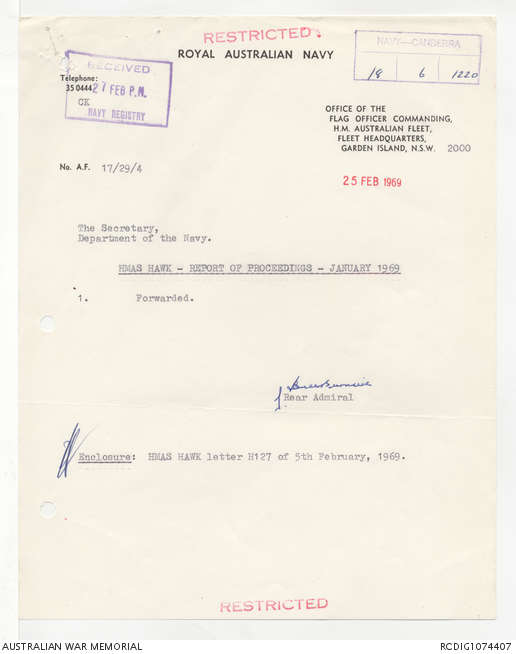 RESTRICTED
ROYAL AUSTRALIAN NAVY
NAVY—CANBERRA
18 6 1220
RECEIVED
27 FEB P.M.
CK
NAVY REGISTRY
Telephone:
35 0444
OFFICE OF THE
FLAG OFFICER COMMANDING,
H.M. AUSTRALIAN FLEET,
FLEET HEADQUARTERS,
GARDEN ISLAND, N.S.W. 2000
No. A.F. 17/29/4
25 FEB 1969
The Secretary,
Department of the Navy.
HMAS HAWK - REPORT OF PROCEEDINGS - JANUARY 1969
1. Forwarded.
Rear Admiral
Enclosure: HMAS HAWK letter H127 of 5th February, 1969.
RESTRICTED
AUSTRALIAN WAR MEMORIAL
RCDIG1074407